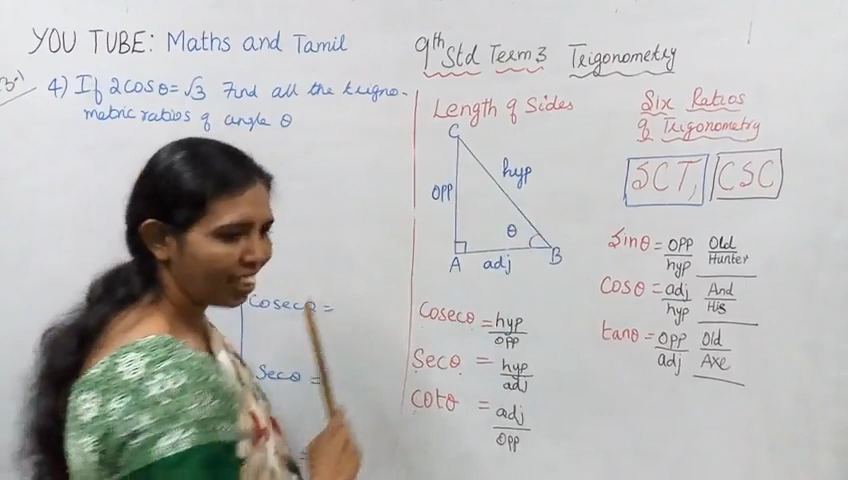 YOU TUBE: Maths and Tamil
4) If 2cosθ = √3 Find all the trigno-
metric ratios of angle θ
Cosecθ =
Secθ =
9th Std Term 3 Trigonometry
Length of Sides
C
opp
hyp
θ
A
adj
B
Cosecθ = hyp/opp
Secθ = hyp/adj
cotθ = adj/opp
Six Ratios
of Trigonometry
SCT, CSC
Sinθ = opp/hyp Old/Hunter
Cosθ = adj/hyp And/His
tanθ = opp/adj Old/Axe